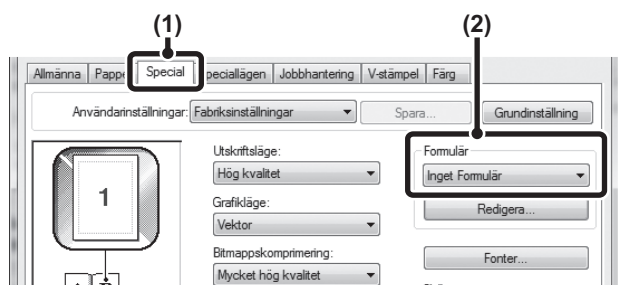 (1) (2)
Allmänna Special Jobbhantering V-stämpel Färg
Användarinställningar: Fabriksinställningar Spara... Grundinställning
Utskriftsläge: Formulär
Hög kvalitet Inget Formulär
1
Grafikläge: Redigera...
Vektor
Bitmappskomprimering: Fonter...
Mycket hög kvalitet